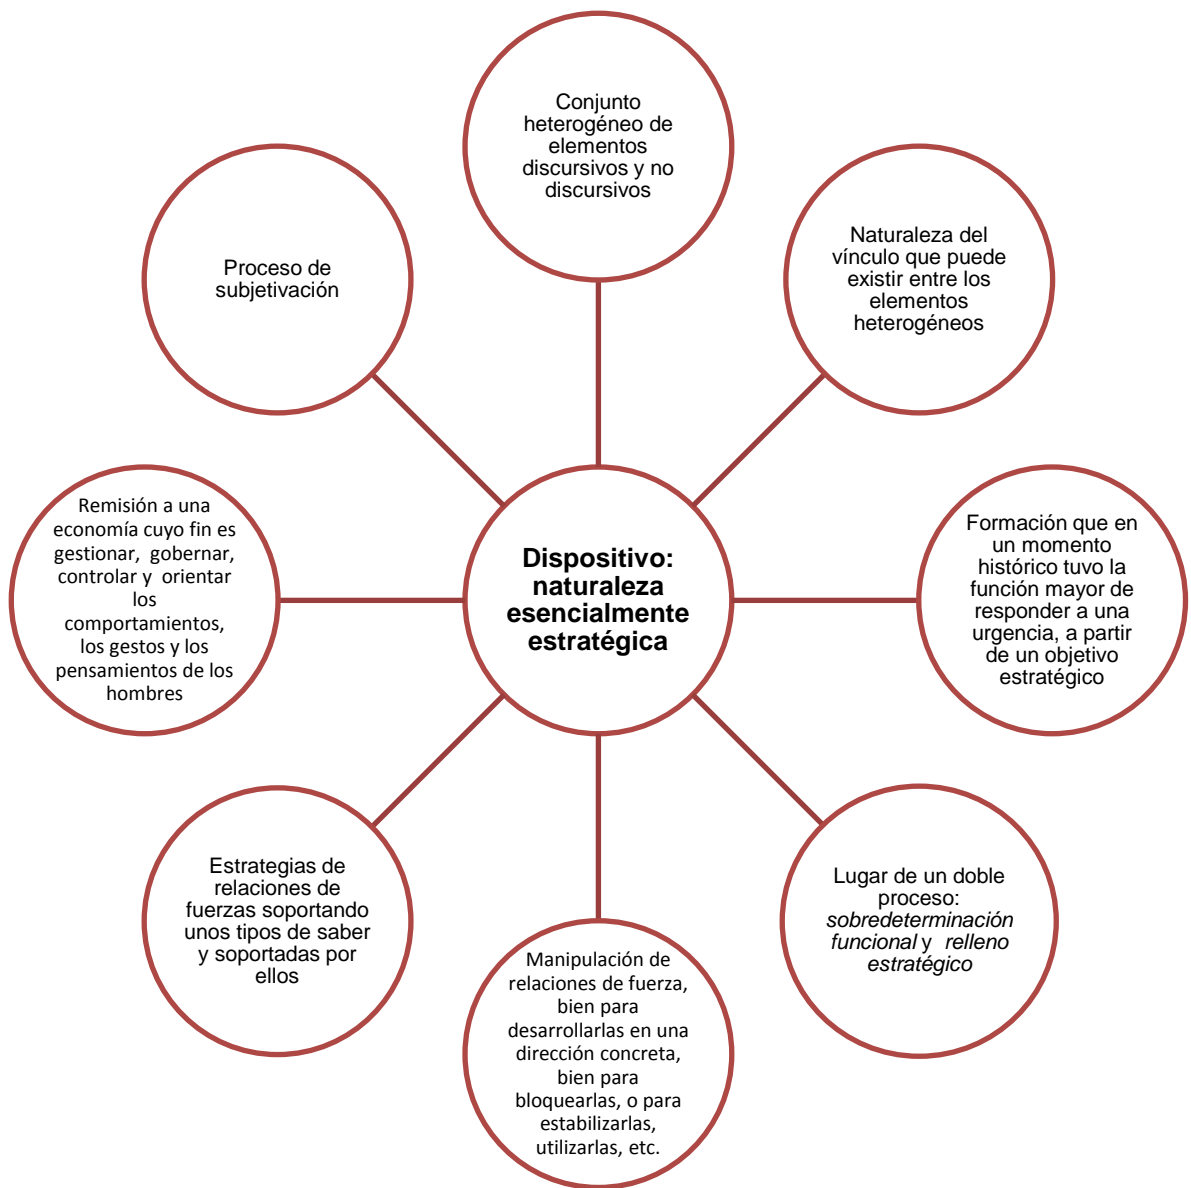 Conjunto
heterogéneo de
elementos
discursivos y no
discursivos
Naturaleza del
vínculo que puede
existir entre los
elementos
heterogéneos
Formación que en
un momento
histórico tuvo la
función mayor de
responder a una
urgencia, a partir
de un objetivo
estratégico
Lugar de un doble
proceso:
sobredeterminación
funcional y relleno
estratégico
Manipulación de
relaciones de fuerza,
bien para
desarrollarlas en una
dirección concreta,
bien para
bloquearlas, o para
estabilizarlas,
utilizarlas, etc.
Estrategias de
relaciones de
fuerzas soportando
unos tipos de saber
y soportadas por
ellos
Remisión a una
economía cuyo fin es
gestionar, gobernar,
controlar y orientar
los
comportamientos,
los gestos y los
pensamientos de los
hombres
Proceso de
subjetivación
Dispositivo:
naturaleza
esencialmente
estratégica